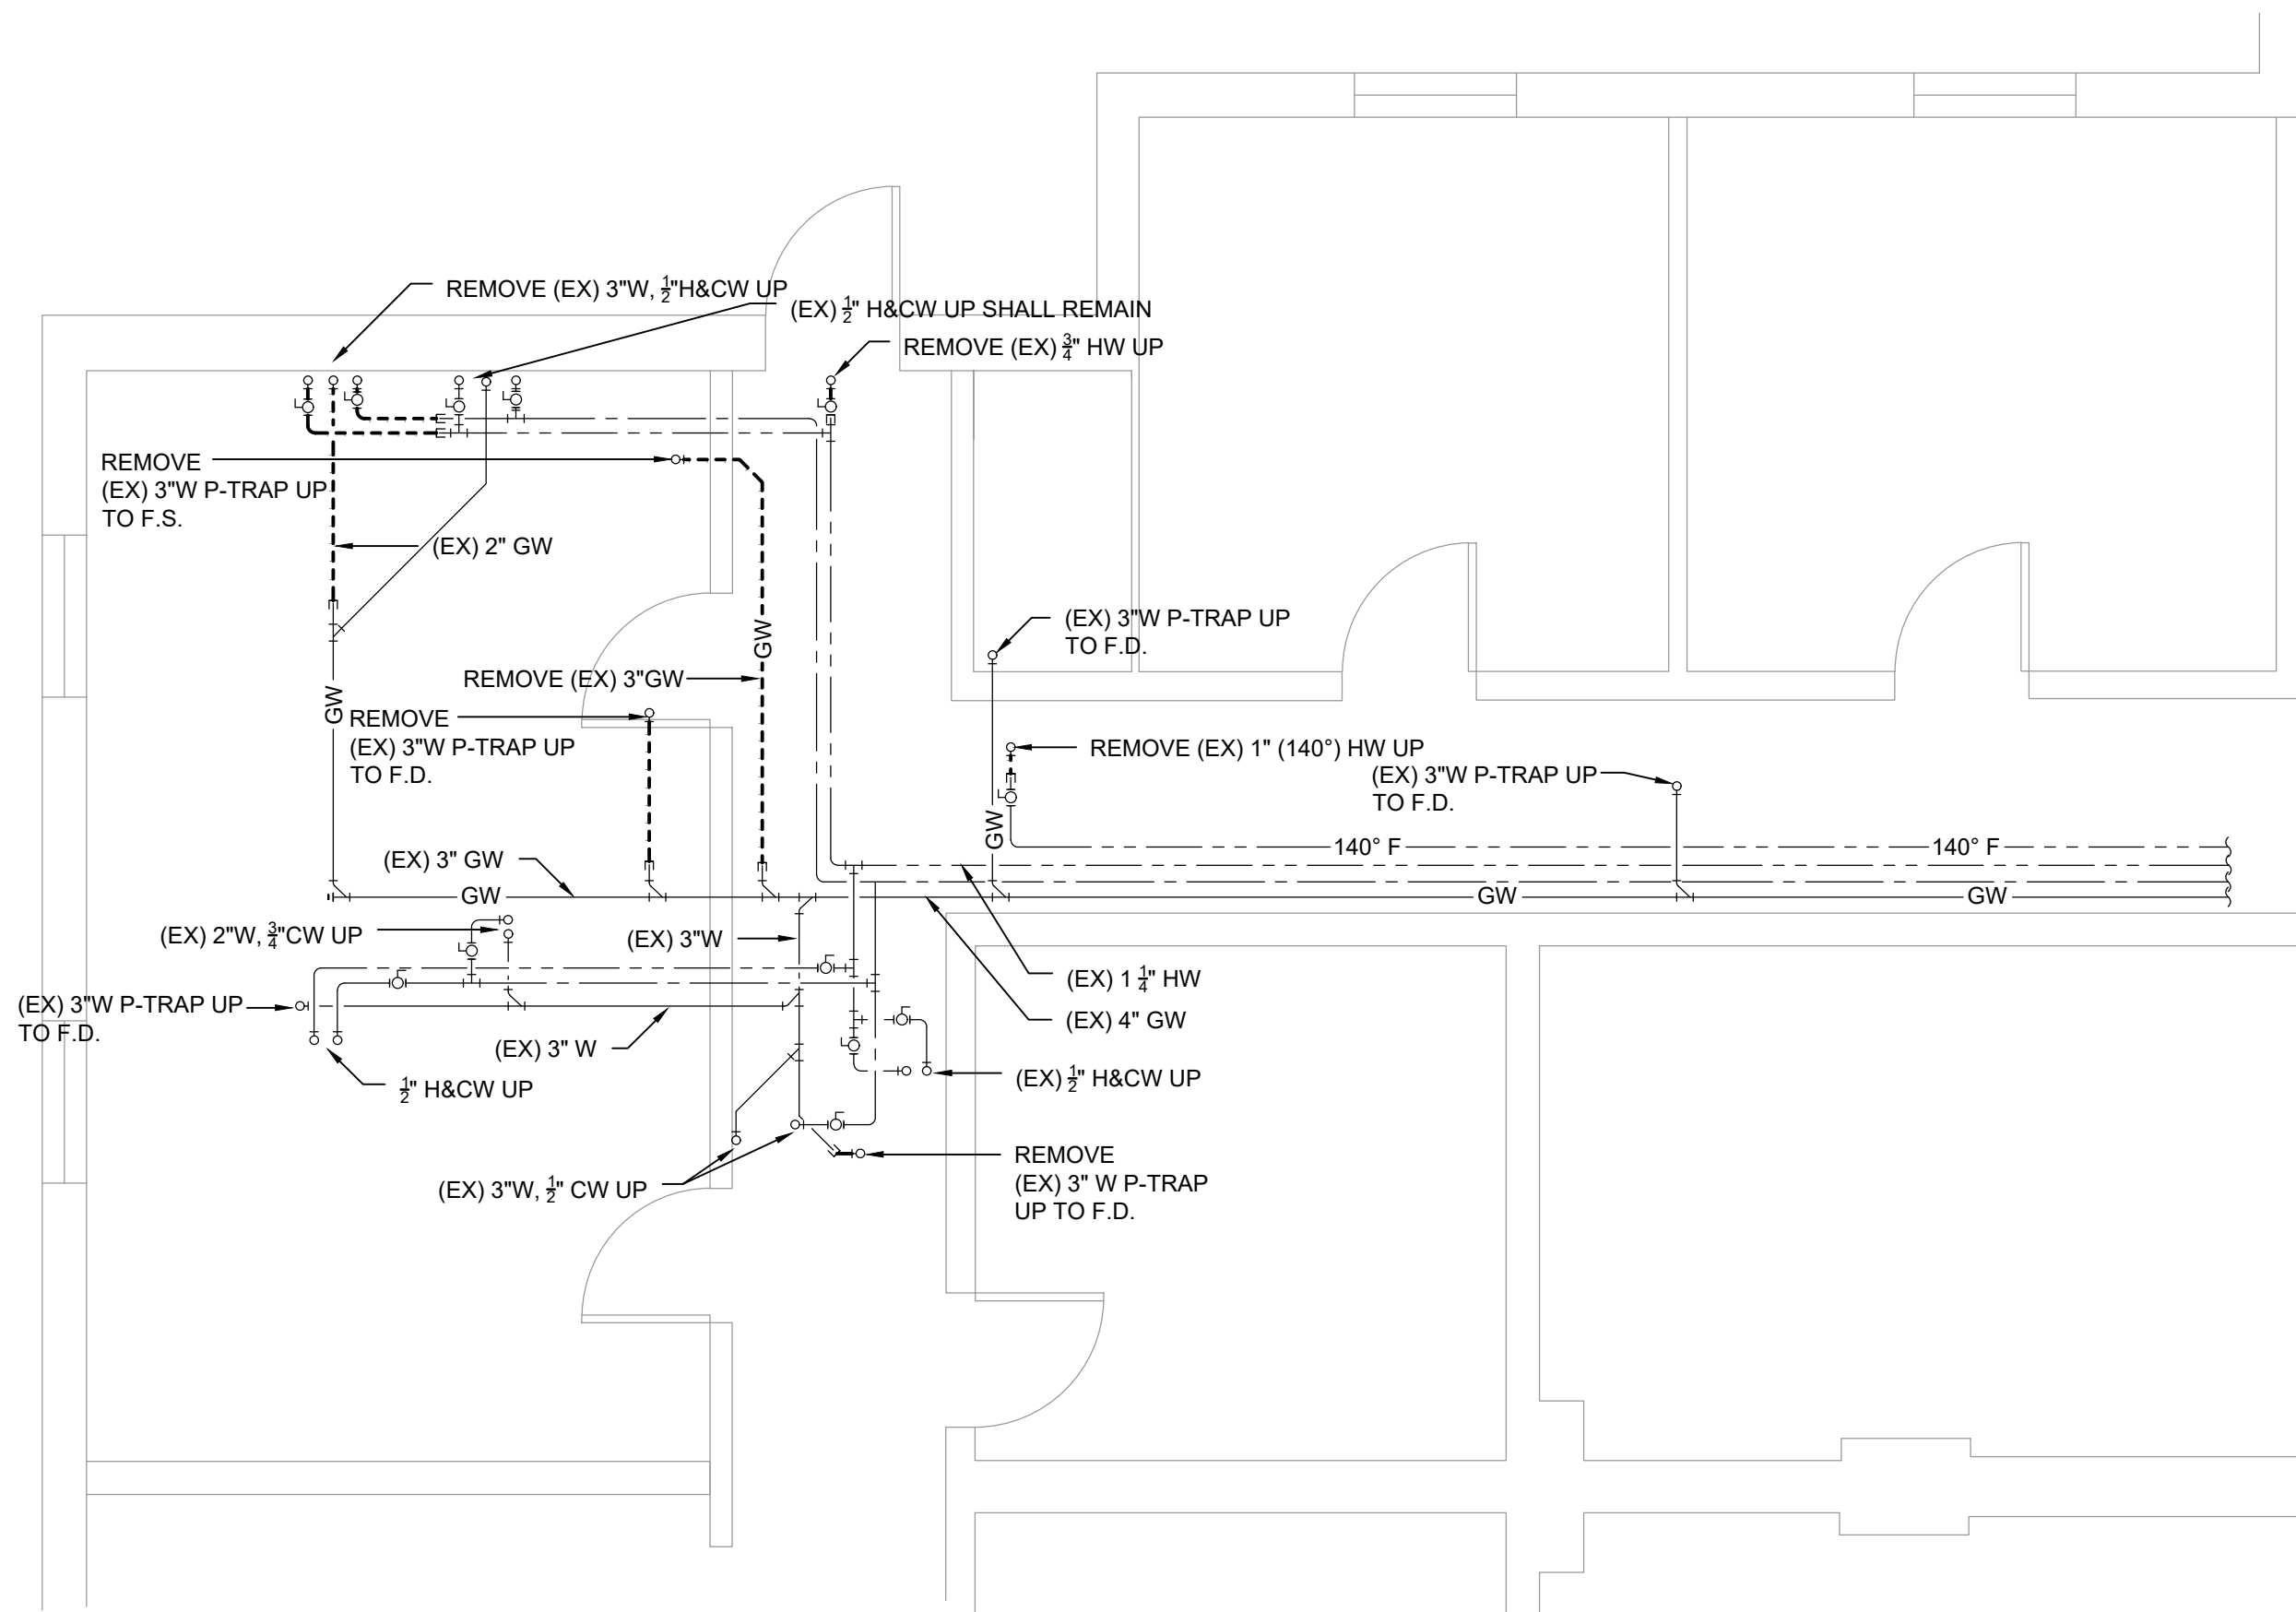 REMOVE (EX) 3"W, 1/2"H&CW UP
(EX) 1/2" H&CW UP SHALL REMAIN
REMOVE (EX) 3/4" HW UP
REMOVE
(EX) 3"W P-TRAP UP
TO F.S.
(EX) 2" GW
GW
(EX) 3"W P-TRAP UP
TO F.D.
REMOVE (EX) 3"GW
GW
REMOVE
(EX) 3"W P-TRAP UP
TO F.D.
REMOVE (EX) 1" (140°) HW UP
(EX) 3"W P-TRAP UP
TO F.D.
GW
140° F
140° F
(EX) 3" GW
GW
GW
GW
(EX) 2"W, 3/4"CW UP
(EX) 3"W
(EX) 1 1/4" HW
(EX) 3"W P-TRAP UP
TO F.D.
(EX) 4" GW
(EX) 3" W
1/2" H&CW UP
(EX) 1/2" H&CW UP
(EX) 3"W, 1/2" CW UP
REMOVE
(EX) 3" W P-TRAP
UP TO F.D.